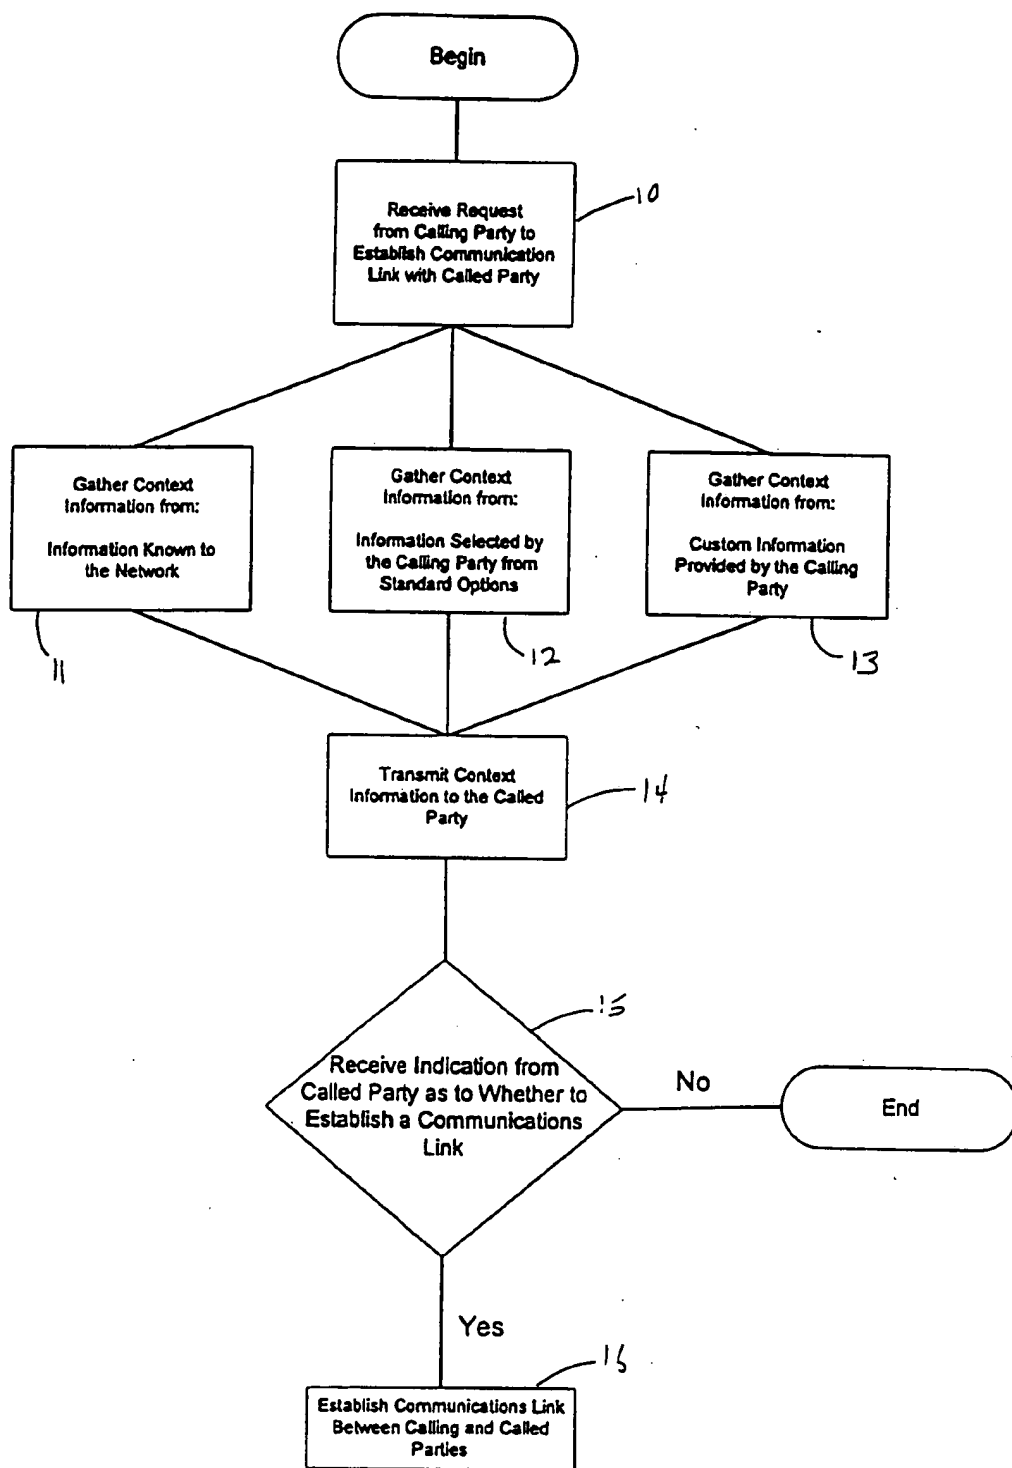 Begin
Receive Request
from Calling Party to
Establish Communication
Link with Called Party
10
Gather Context
Information from:
Information Known to
the Network
11
Gather Context
Information from:
Information Selected by
the Calling Party from
Standard Options
12
Gather Context
Information from:
Custom Information
Provided by the Calling
Party
13
Transmit Context
Information to the Called
Party
14
Receive Indication from
Called Party as to Whether to
Establish a Communications
Link
15
No
End
Yes
16
Establish Communications Link
Between Calling and Called
Parties